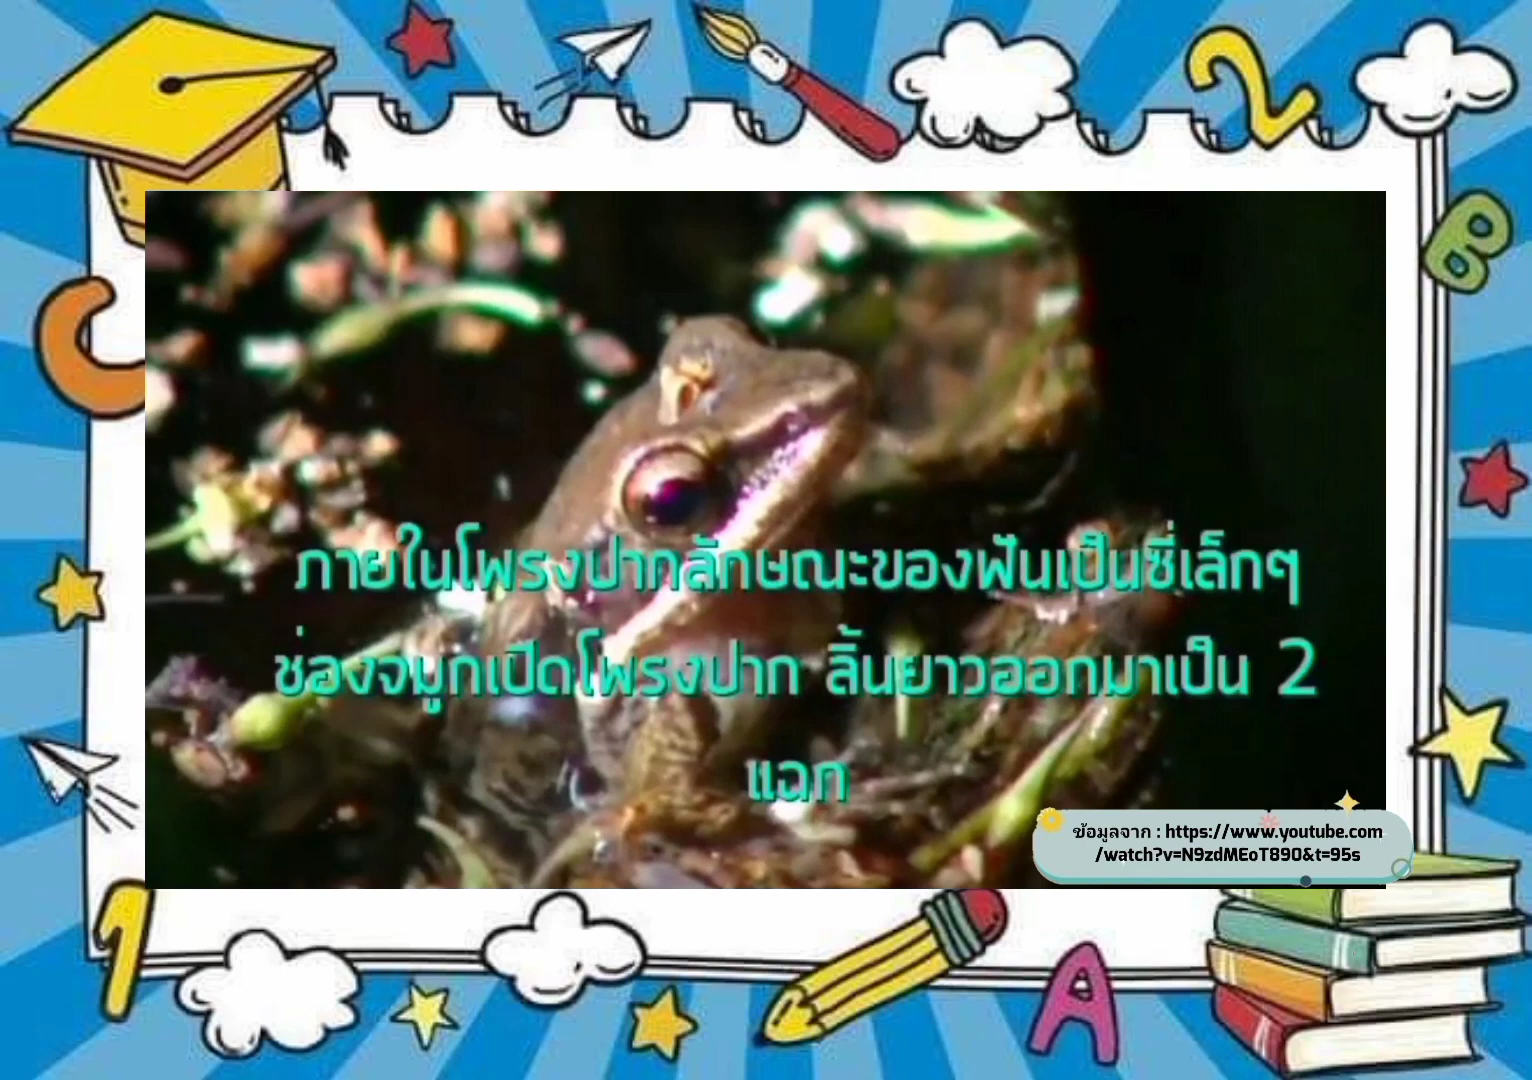 ภายในโพรงปากลักษณะของฟันเป็นซี่เล็กๆ
ช่องจมูกเปิดโพรงปาก ลิ้นยาวออกมาเป็น 2
แฉก
ข้อมูลจาก : https://www.youtube.com
/watch?v=N9zdMEoT890&t=95s
2
B
C
1
A